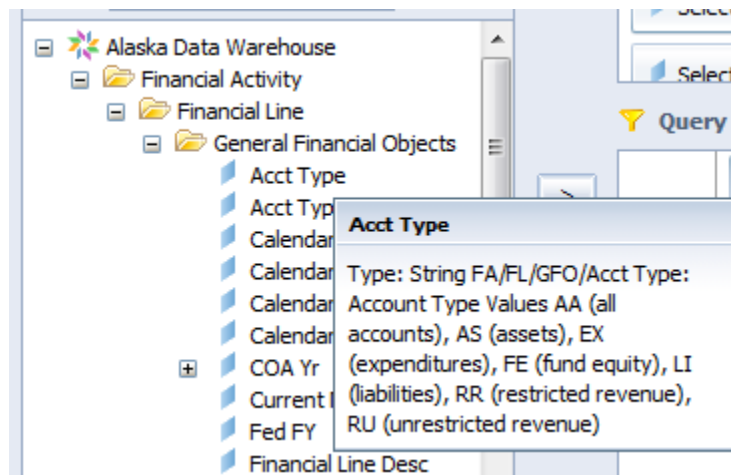 Alaska Data Warehouse
Financial Activity
Select
Financial Line
Query
General Financial Objects
Acct Type
Acct Typ
Acct Type
Calendar
Type: String FA/FL/GFO/Acct Type:
Calendar
Account Type Values AA (all
Calendar
accounts), AS (assets), EX
Calendar
(expenditures), FE (fund equity), LI
COA Yr
(liabilities), RR (restricted revenue),
Current
RU (unrestricted revenue)
Fed FY
Financial Line Desc